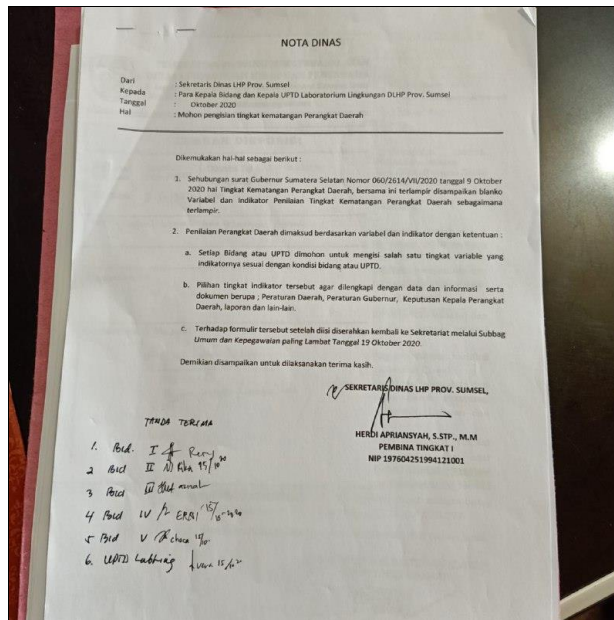 NOTA DINAS
Dari : Sekretaris Dinas LHP Prov. Sumsel
Kepada : Para Kepala Bidang dan Kepala UPTD Laboratorium Lingkungan DLHP Prov. Sumsel
Tanggal : Oktober 2020
Hal : Mohon pengisian tingkat kematangan Perangkat Daerah
Dikemukakan hal-hal sebagai berikut :
1. Sehubungan surat Gubernur Sumatera Selatan Nomor 060/2614/VII/2020 tanggal 9 Oktober
2020 hal Tingkat Kematangan Perangkat Daerah, bersama ini terlampir disampaikan blanko
Variabel dan Indikator Penilaian Tingkat Kematangan Perangkat Daerah sebagaimana
terlampir.
2. Penilaian Perangkat Daerah dimaksud berdasarkan variabel dan indikator dengan ketentuan :
a. Setiap Bidang atau UPTD dimohon untuk mengisi salah satu tingkat variable yang
indikatornya sesuai dengan kondisi bidang atau UPTD.
b. Pilihan tingkat indikator tersebut agar dilengkapi dengan data dan informasi serta
dokumen berupa ; Peraturan Daerah, Peraturan Gubernur, Keputusan Kepala Perangkat
Daerah, laporan dan lain-lain.
c. Terhadap formulir tersebut setelah diisi diserahkan kembali ke Sekretariat melalui Subbag
Umum dan Kepegawaian paling Lambat Tanggal 19 Oktober 2020.
Demikian disampaikan untuk dilaksanakan terima kasih.
SEKRETARIS DINAS LHP PROV. SUMSEL,
HERDI APRIANSYAH, S.STP., M.M
PEMBINA TINGKAT I
NIP 197604251994121001
TANDA TERIMA
1. Bid. I
2 Bid II 15/10
3 Bid III
4 Bid IV 15/10-2020
5 Bid V 15/10
6. UPTD Labling 15/10